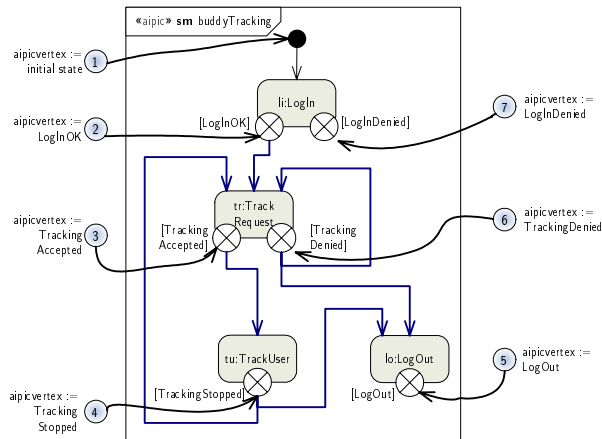 «aipic» sm buddyTracking
1
aipicvertex :=
initial state
li:LogIn
7
aipicvertex :=
LogInDenied
aipicvertex :=
LogInOK
2
[LogInOK]
[LogInDenied]
tr:Track
Request
aipicvertex :=
Tracking
Accepted
3
[Tracking
Accepted]
[Tracking
Denied]
6
aipicvertex :=
TrackingDenied
tu:TrackUser
lo:LogOut
5
aipicvertex :=
LogOut
aipicvertex :=
Tracking
Stopped
4
[TrackingStopped]
[LogOut]